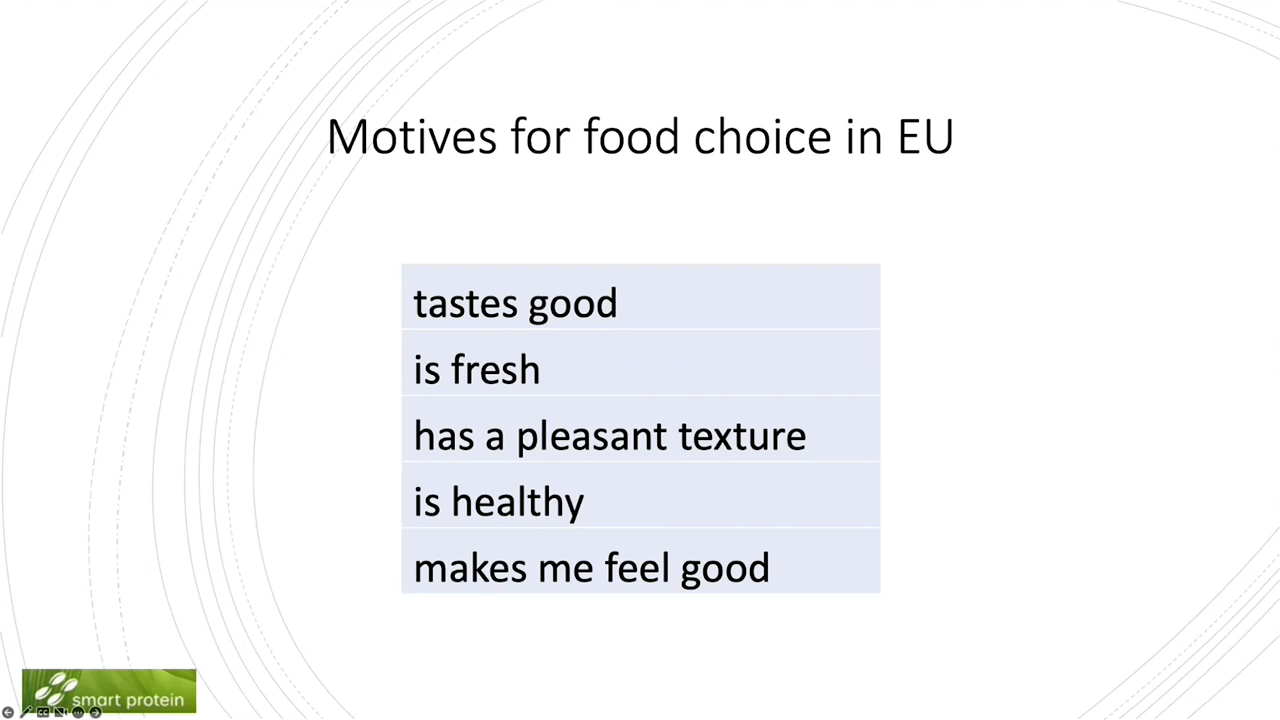 Motives for food choice in EU
tastes good
is fresh
has a pleasant texture
is healthy
makes me feel good
smart protein